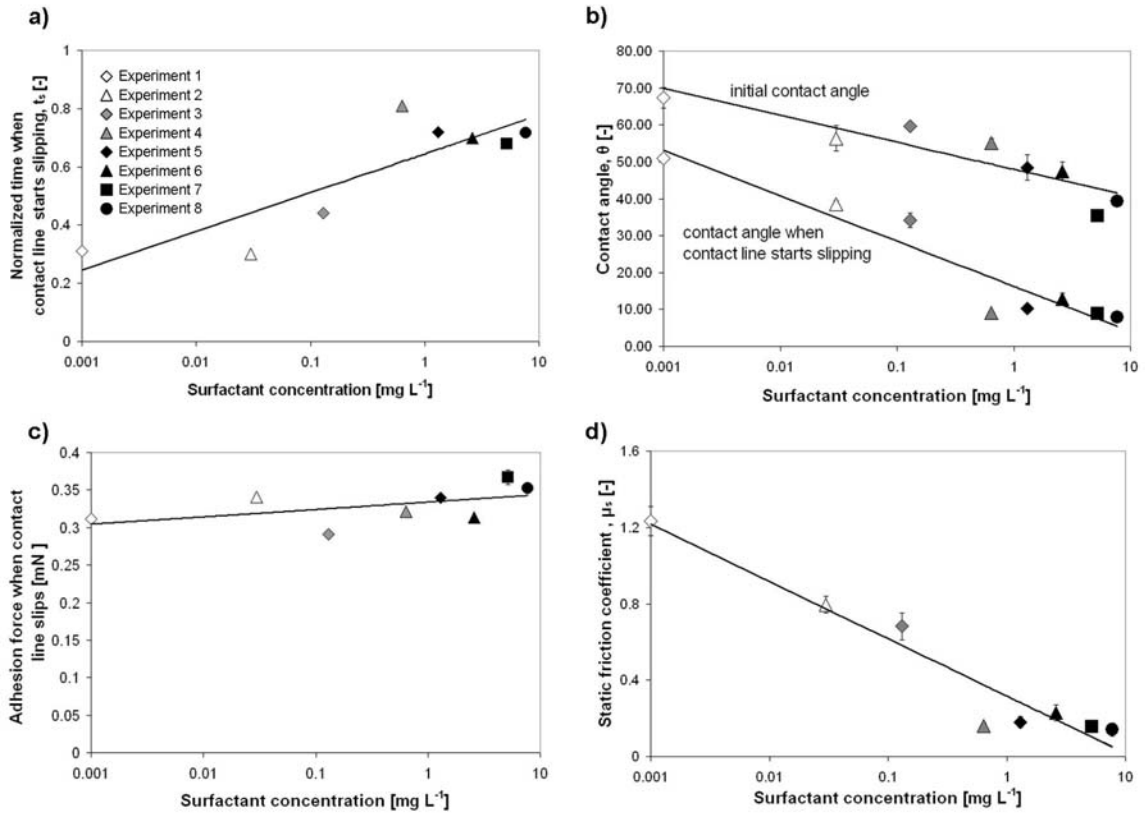 a)
Normalized time when
contact line starts slipping, ts [-]
1
0.8
0.6
0.4
0.2
0
Experiment 1
Experiment 2
Experiment 3
Experiment 4
Experiment 5
Experiment 6
Experiment 7
Experiment 8
0.001
0.01
0.1
1
10
Surfactant concentration [mg L-1]
b)
Contact angle, θ [-]
80.00
70.00
60.00
50.00
40.00
30.00
20.00
10.00
0.00
initial contact angle
contact angle when
contact line starts slipping
0.001
0.01
0.1
1
10
Surfactant concentration [mg L-1]
c)
Adhesion force when contact
line slips [mN]
0.4
0.35
0.3
0.25
0.2
0.15
0.1
0.05
0
0.001
0.01
0.1
1
10
Surfactant concentration [mg L-1]
d)
Static friction coefficient , μs [-]
1.6
1.2
0.8
0.4
0
0.001
0.01
0.1
1
10
Surfactant concentration [mg L-1]